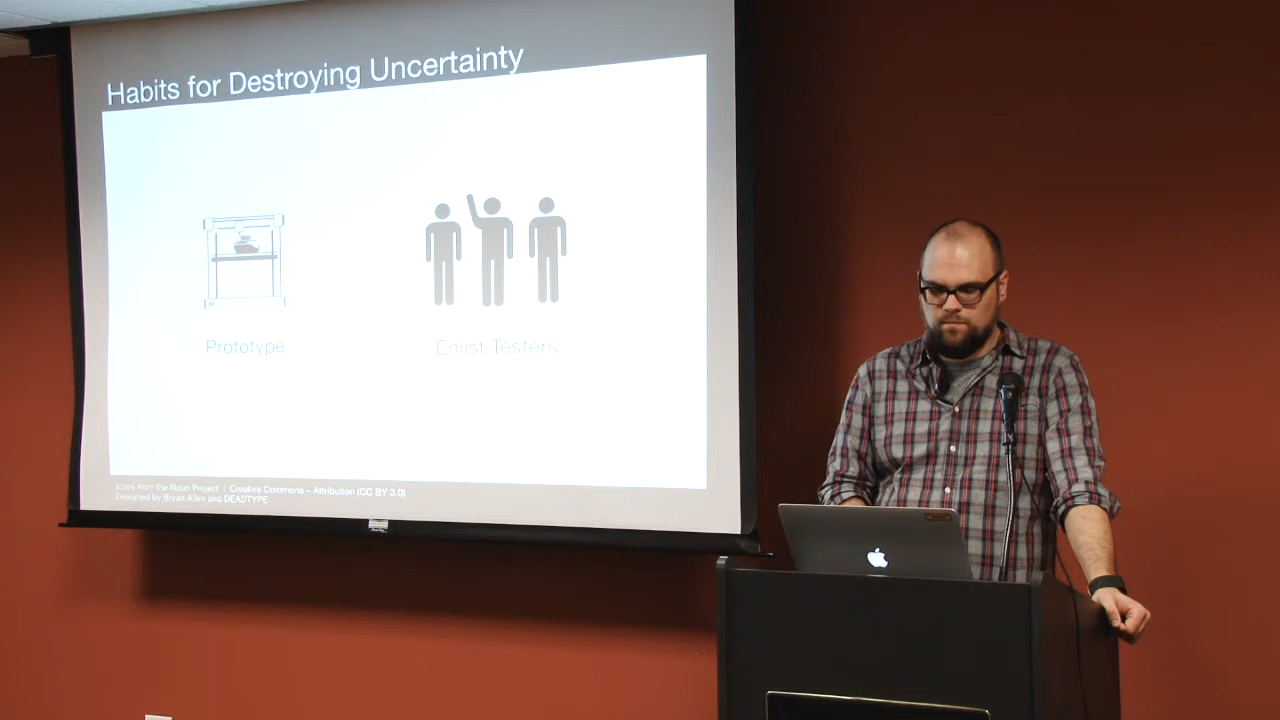 Habits for Destroying Uncertainty
Prototype
Enlist Testers
Icons from the Noun Project | Creative Commons – Attribution (CC BY 3.0)
Designed by Bryan Allen and DEADTYPE